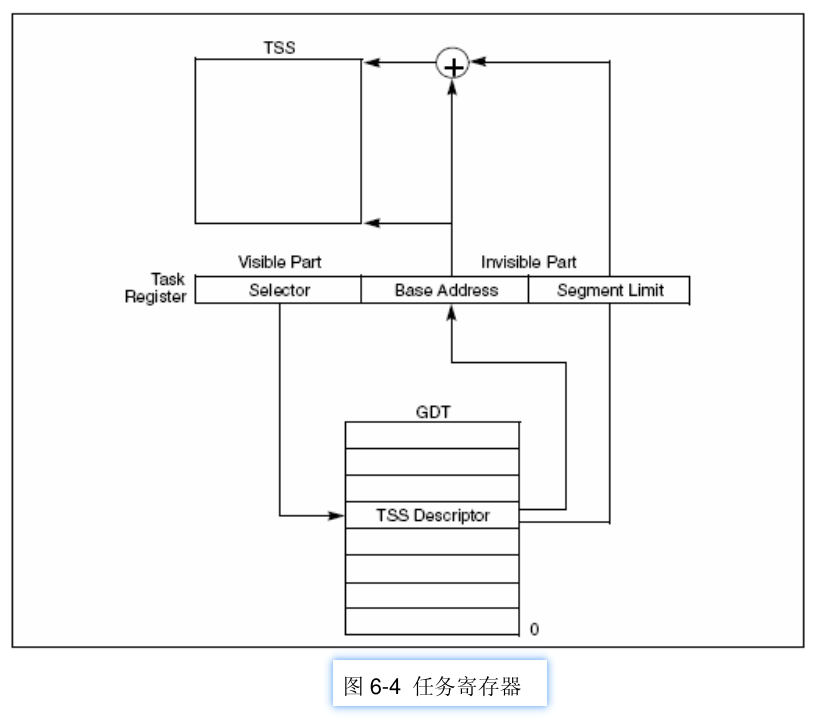 TSS
+
Visible Part
Invisible Part
Task
Register
Selector
Base Address
Segment Limit
GDT
TSS Descriptor
0
图 6-4 任务寄存器